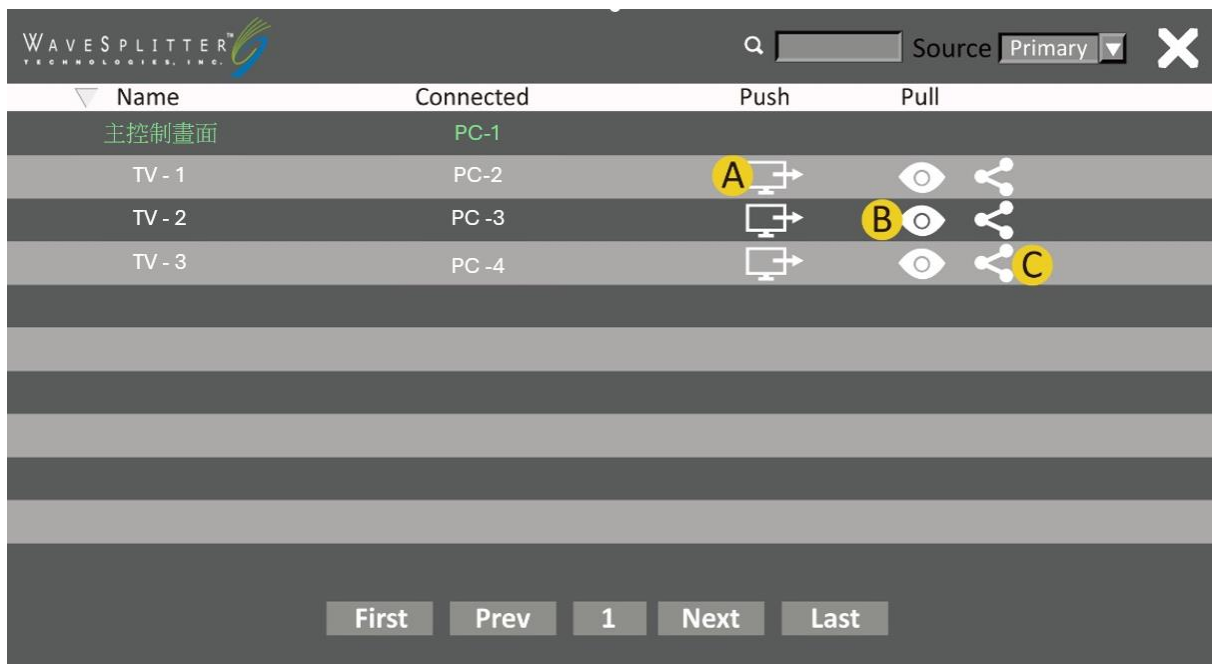 WAVESPLITTER™
TECHNOLOGIES, INC.
Source Primary
Name Connected Push Pull
主控制畫面 PC-1
TV - 1 PC-2 A
TV - 2 PC -3 B
TV - 3 PC -4 C
First Prev 1 Next Last